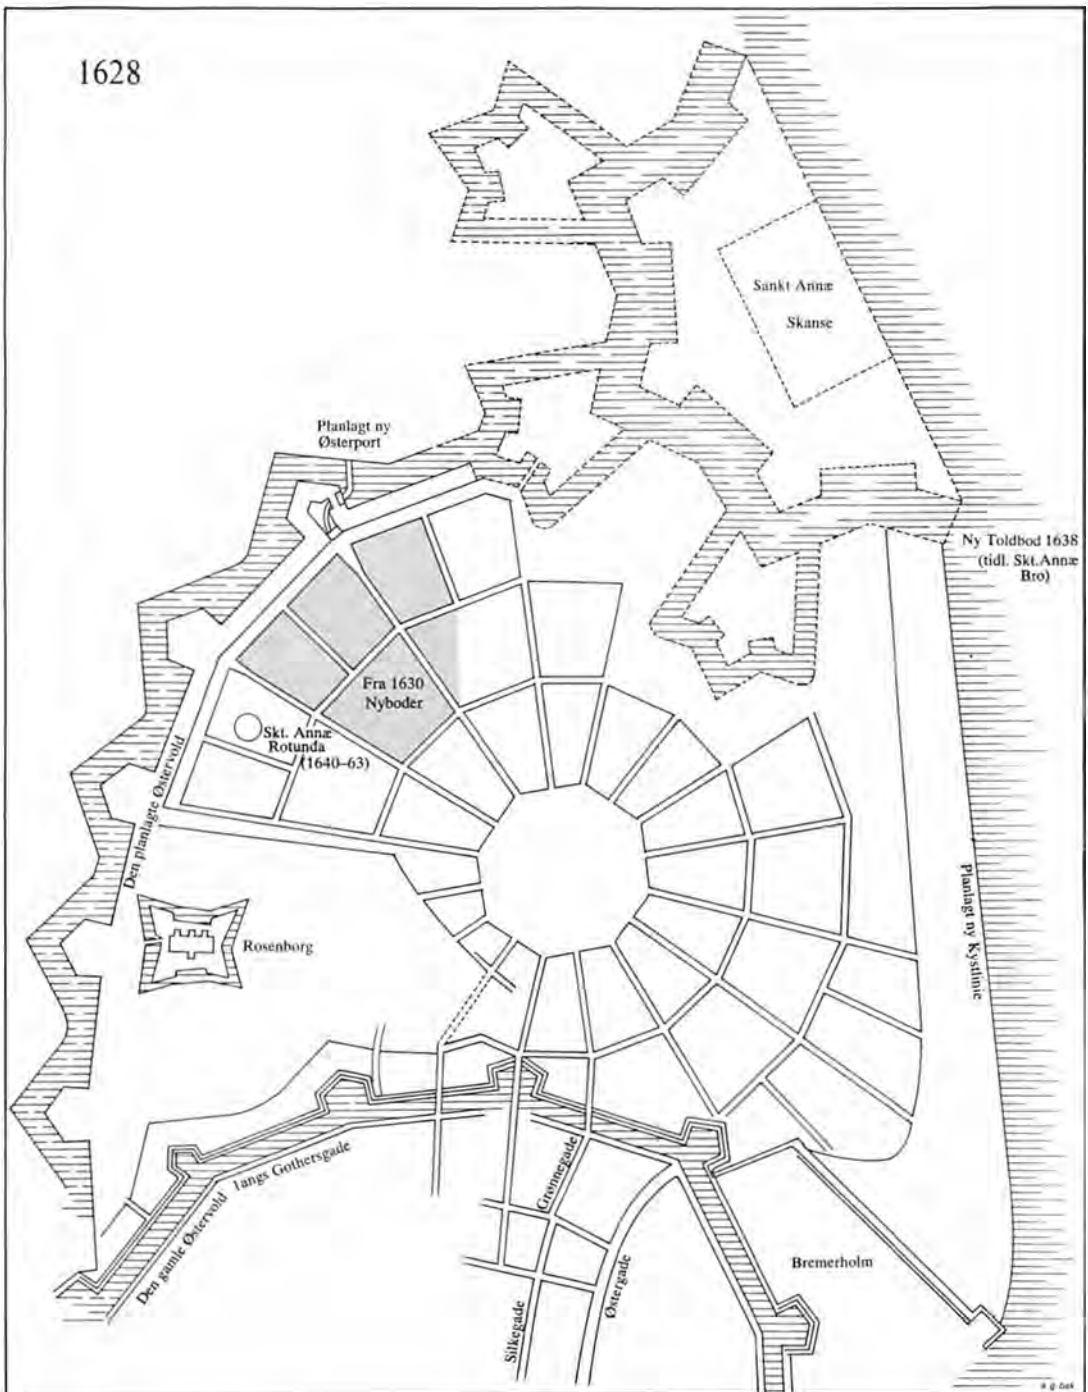 1628
Sankt Annæ
Skanse
Planlagt ny
Østerport
Ny Toldbod 1638
(tidl. Skt. Annæ
Bro)
Fra 1630
Nyboder
Skt. Annæ
Rotunda
(1640–63)
Den planlagte Østervold
Rosenborg
Planlagt ny Kystlinie
Den gamle Østervold langs Gothersgade
Grønnegade
Silkegade
Østergade
Bremerholm